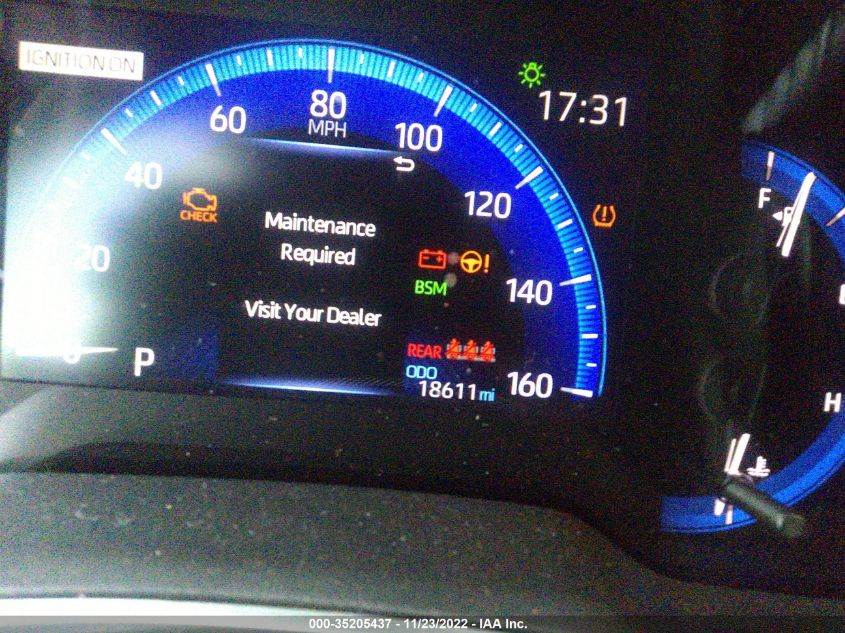 IGNITION ON
17:31
0
20
40
60
80
MPH
100
120
140
160
CHECK
Maintenance
Required
Visit Your Dealer
BSM
P
REAR
ODO
18611 mi
F
H
000-35205437 - 11/23/2022 - IAA Inc.